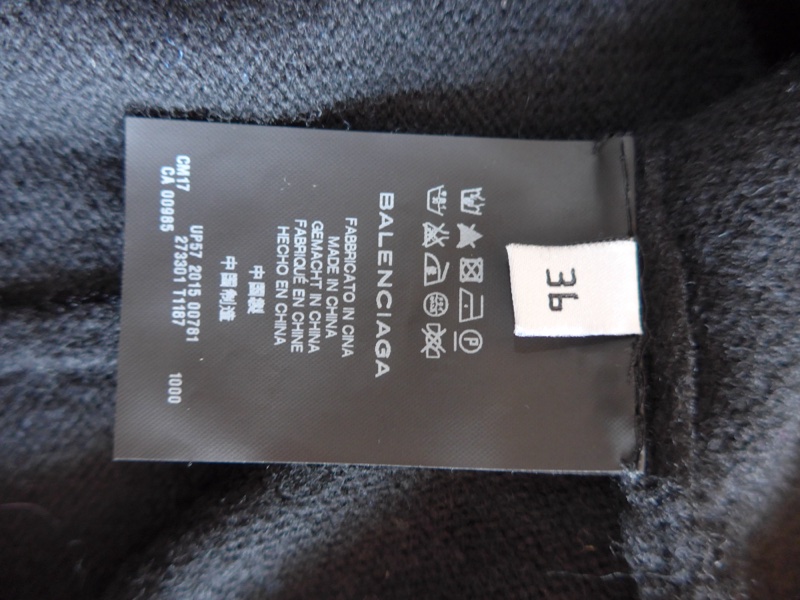 36
BALENCIAGA
FABBRICATO IN CINA
MADE IN CHINA
GEMACHT IN CHINA
FABRIQUÉ EN CHINE
HECHO EN CHINA
中國製
中国制造
UP57 2015 00781
273301 T1187 1000
CM17
CA 00985